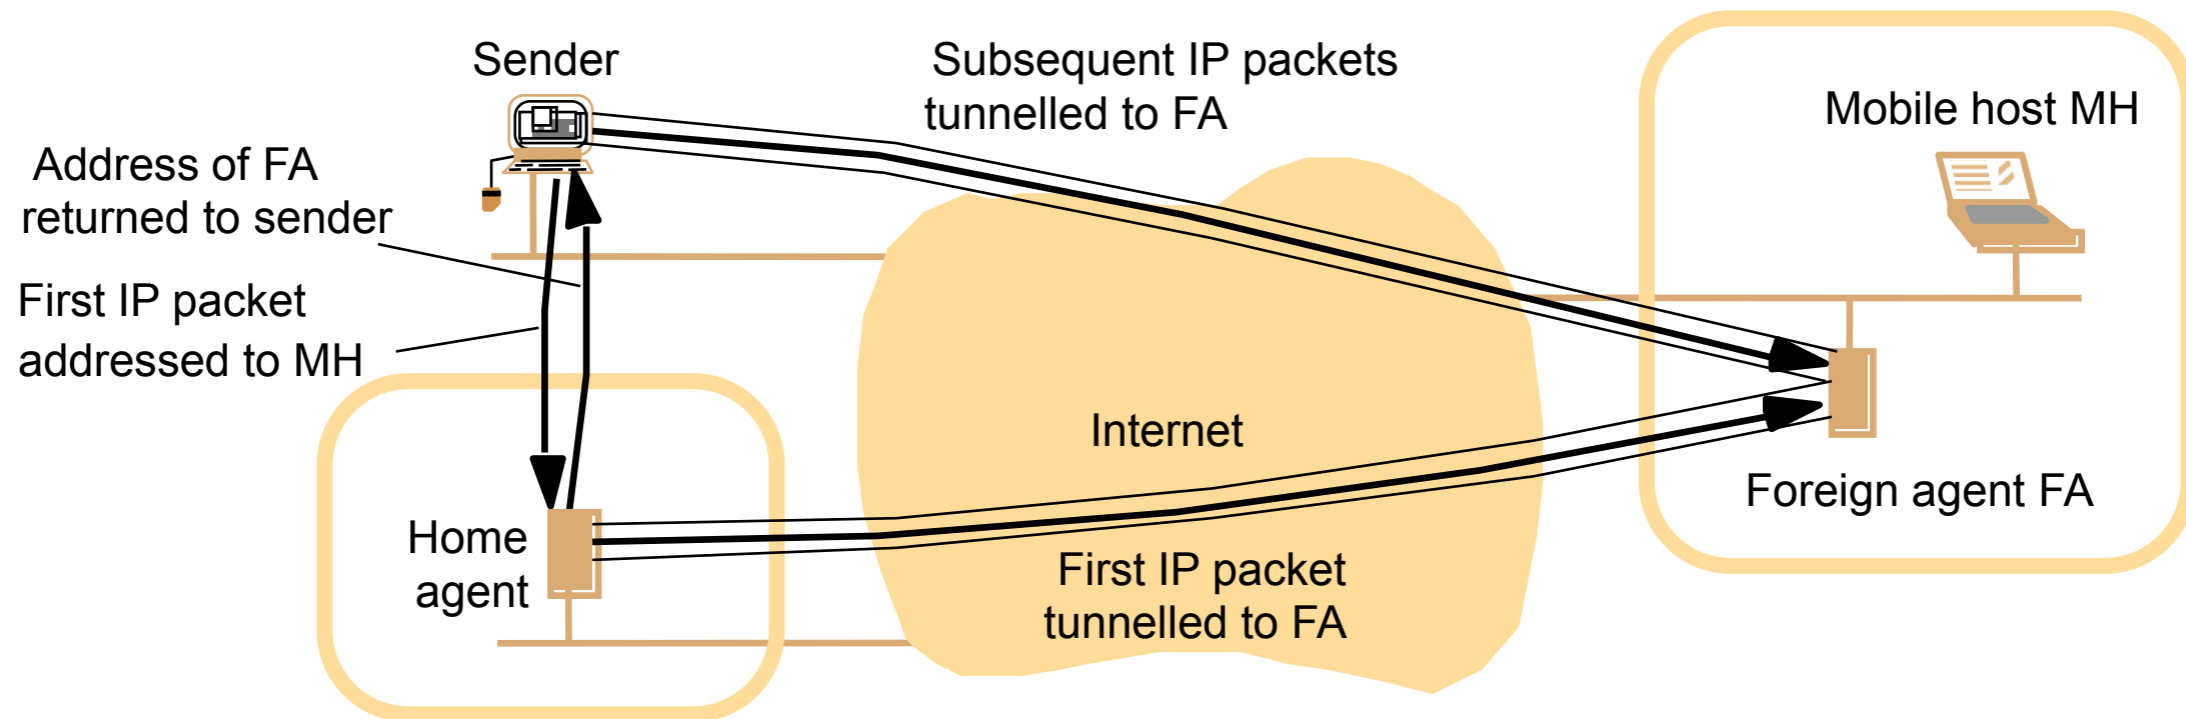 Sender
Subsequent IP packets
tunnelled to FA
Mobile host MH
Address of FA
returned to sender
First IP packet
addressed to MH
Internet
Foreign agent FA
Home
agent
First IP packet
tunnelled to FA